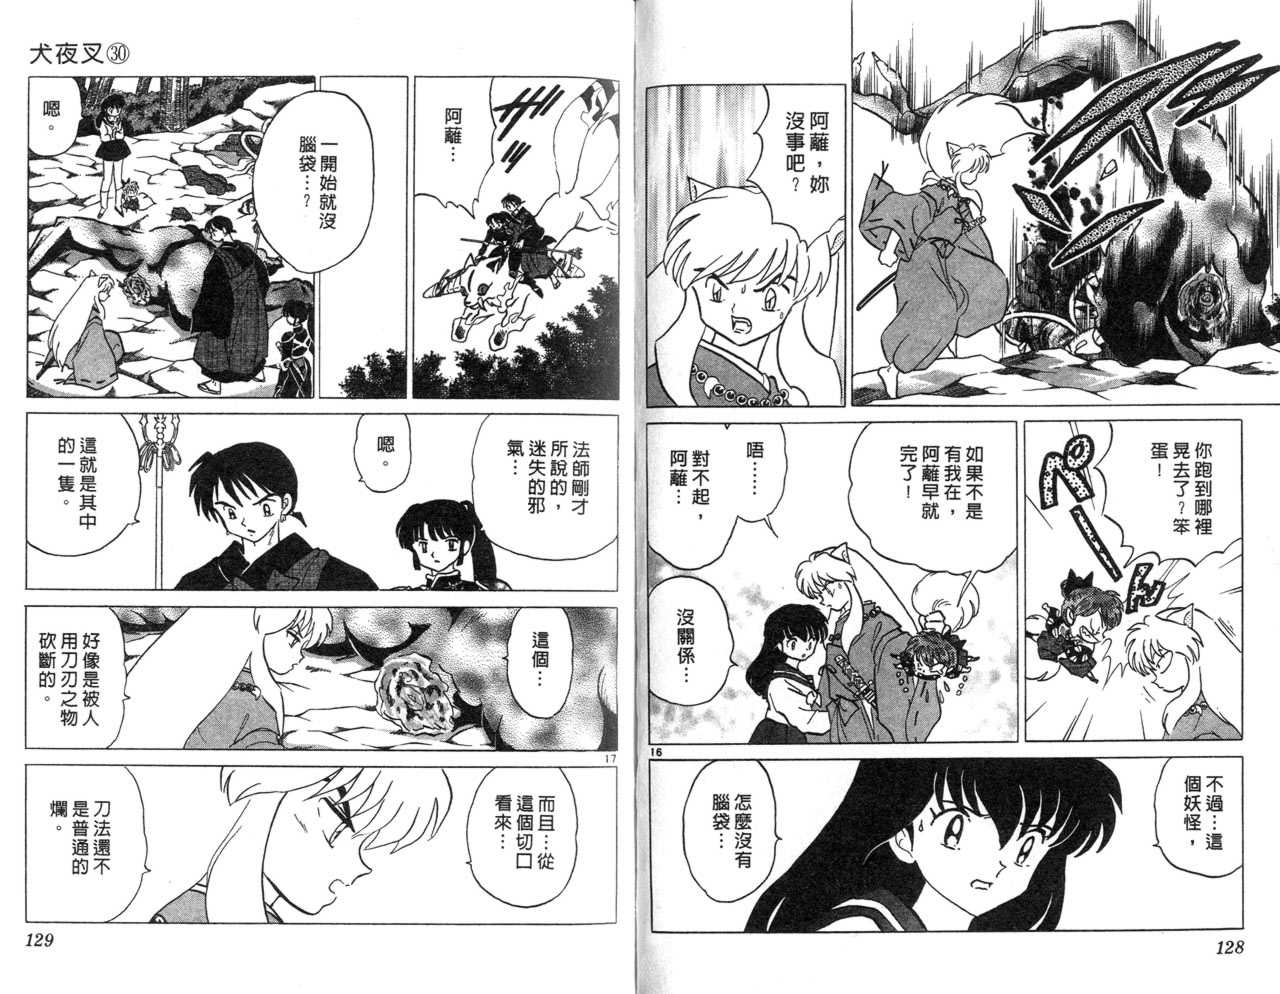 阿蘺，妳
沒事吧？
你跑到哪裡
晃去了？笨
蛋！
如果不是
有我在，
阿蘺早就
完了！
唔……
對不起，
阿蘺…
沒關係…
16
不過…這
個妖怪，
怎麼沒有
腦袋…
128
犬夜叉㉚
阿蘺…
一開始就沒
腦袋…？
嗯。
法師剛才
所說的，
迷失的邪
氣…
嗯。
這就是其中
的一隻。
這個…
好像是被人
用刀刃之物
砍斷的。
17
而且…從
這個切口
看來…
刀法還不
是普通的
爛。
129